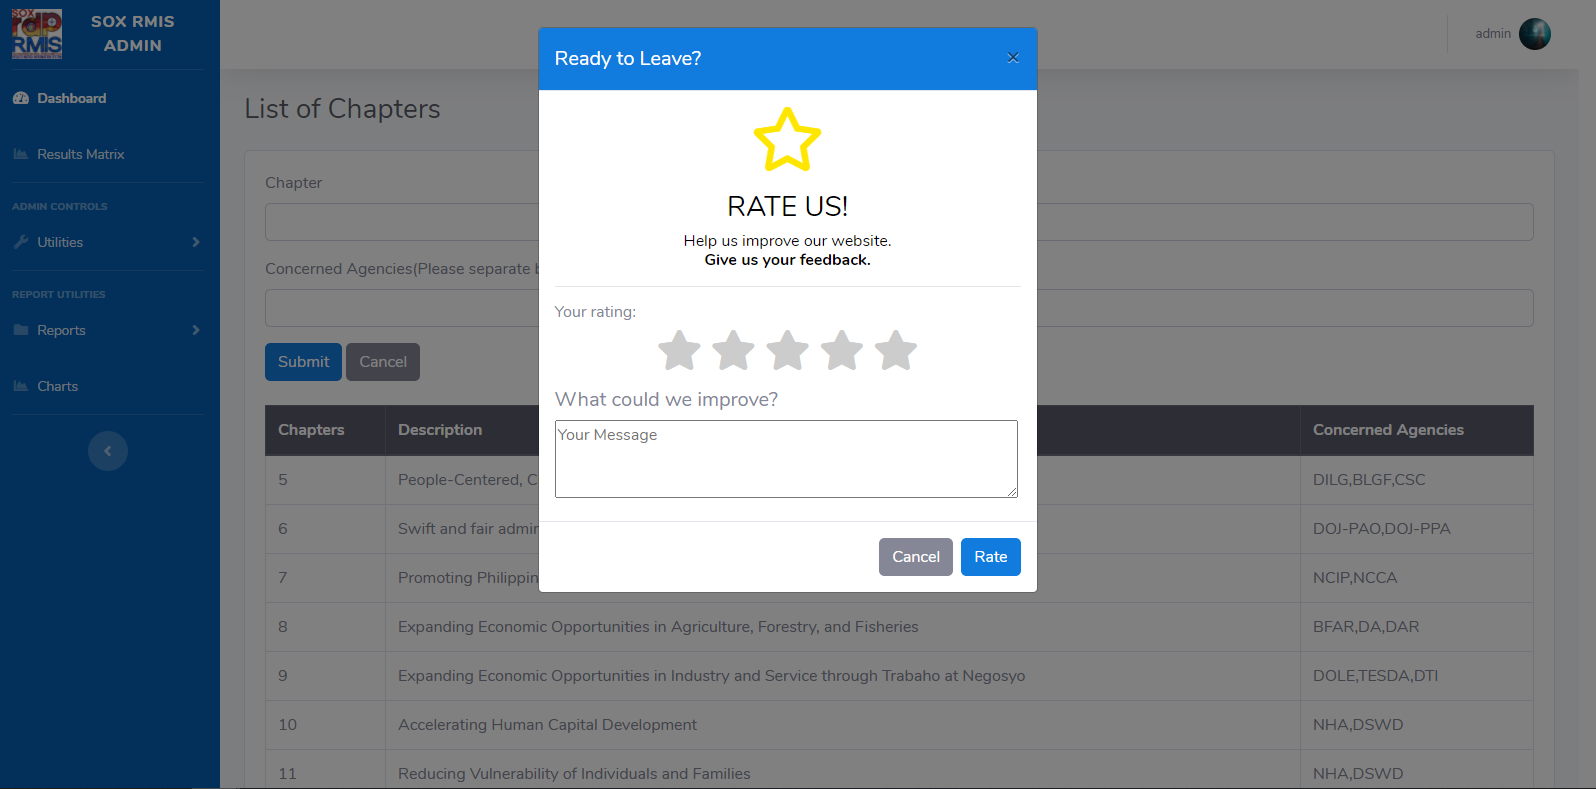 SOX
rdp
RMIS
SOX RMIS
ADMIN
Dashboard
Results Matrix
ADMIN CONTROLS
Utilities
REPORT UTILITIES
Reports
Charts
admin
List of Chapters
Chapter
Concerned Agencies(Please separate
Submit
Cancel
Chapters
Description
Concerned Agencies
5
People-Centered,
DILG,BLGF,CSC
6
Swift and fair
DOJ-PAO,DOJ-PPA
7
Promoting
NCIP,NCCA
8
Expanding Economic Opportunities in Agriculture, Forestry, and Fisheries
BFAR,DA,DAR
9
Expanding Economic Opportunities in Industry and Service through Trabaho at Negosyo
DOLE,TESDA,DTI
10
Accelerating Human Capital Development
NHA,DSWD
11
Reducing Vulnerability of Individuals and Families
NHA,DSWD
Ready to Leave?
×
RATE US!
Help us improve our website.
Give us your feedback.
Your rating:
What could we improve?
Your Message
Cancel
Rate